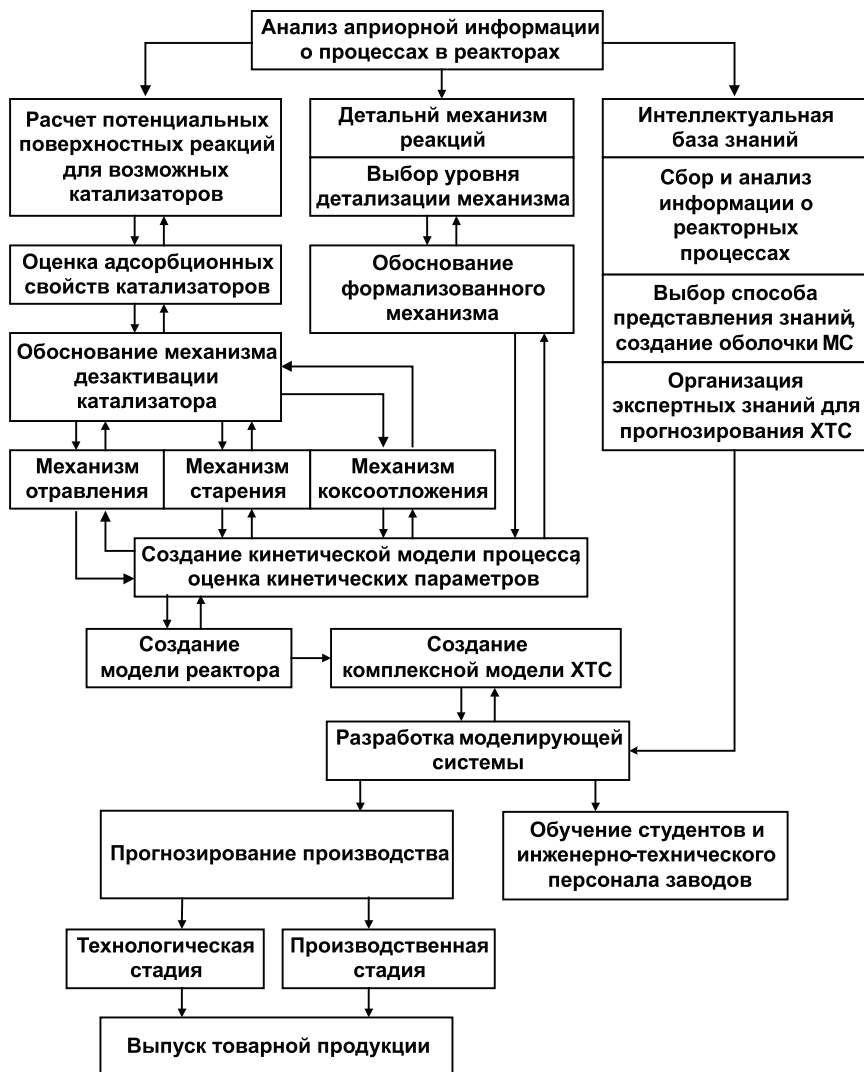 Анализ априорной информации
о процессах в реакторах
Расчет потенциальных
поверхностных реакций
для возможных
катализаторов
Детальнй механизм
реакций
Выбор уровня
детализации механизма
Интеллектуальная
база знаний
Сбор и анализ
информации о
реакторных
процессах
Оценка адсорбционных
свойств катализаторов
Обоснование
формализованного
механизма
Выбор способа
представления знаний,
создание оболочки МС
Обоснование механизма
дезактивации
катализатора
Организация
экспертных знаний для
прогнозирования ХТС
Механизм
отравления
Механизм
старения
Механизм
коксоотложения
Создание кинетической модели процесса,
оценка кинетических параметров
Создание
модели реактора
Создание
комплексной модели ХТС
Разработка моделирующей
системы
Прогнозирование производства
Обучение студентов и
инженерно-технического
персонала заводов
Технологическая
стадия
Производственная
стадия
Выпуск товарной продукции